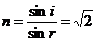 n = sin i / sin r = √2